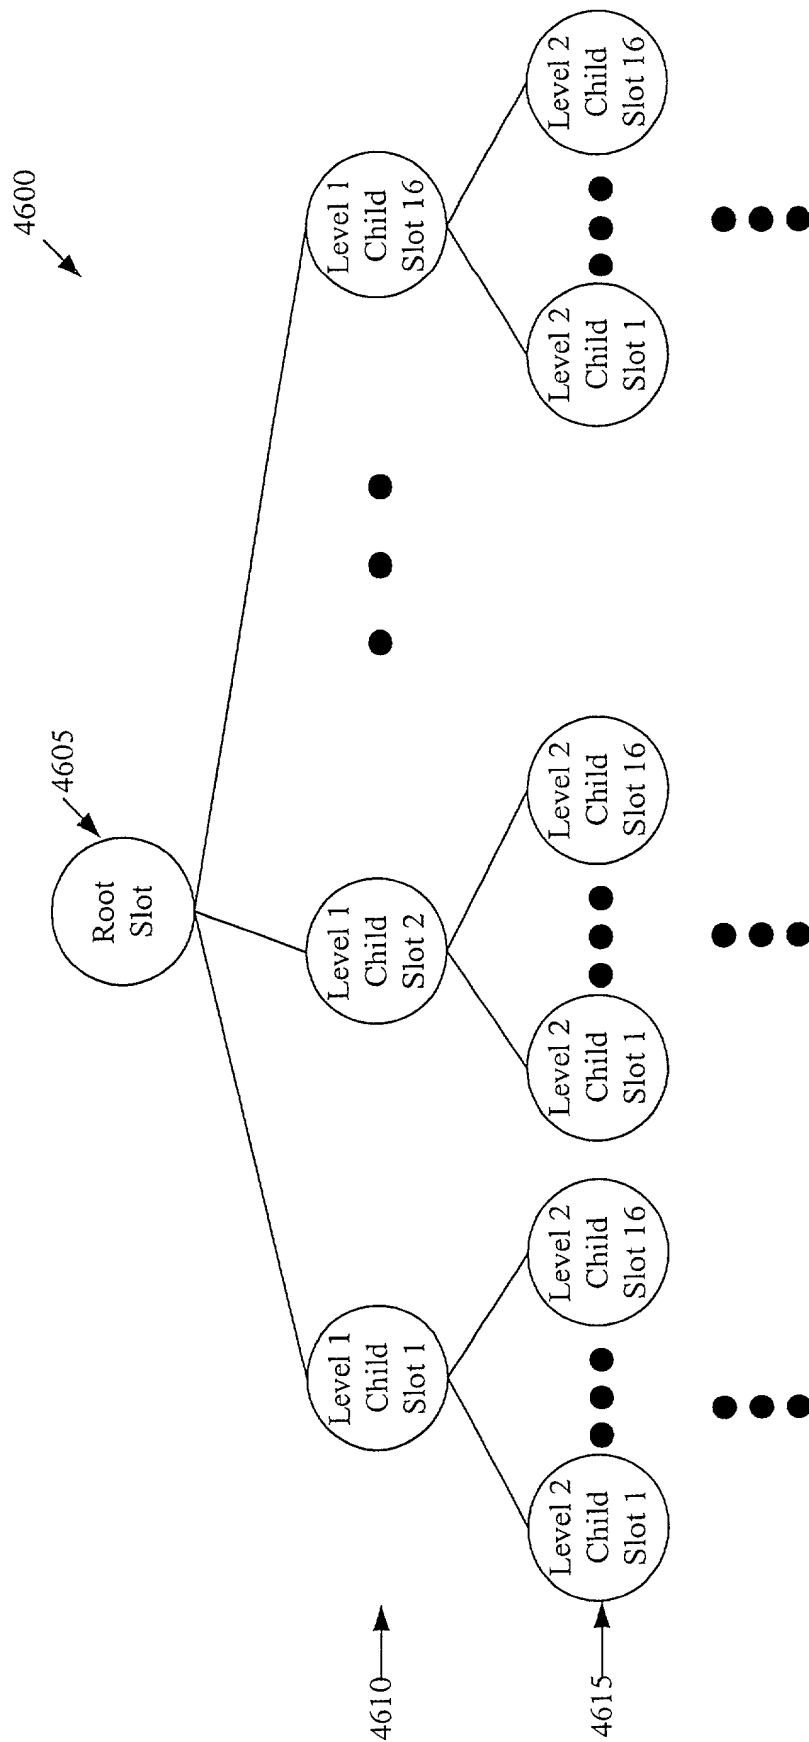 4600
4605
Root
Slot
4610
Level 1
Child
Slot 1
Level 1
Child
Slot 2
Level 1
Child
Slot 16
4615
Level 2
Child
Slot 1
Level 2
Child
Slot 16
Level 2
Child
Slot 1
Level 2
Child
Slot 16
Level 2
Child
Slot 1
Level 2
Child
Slot 16